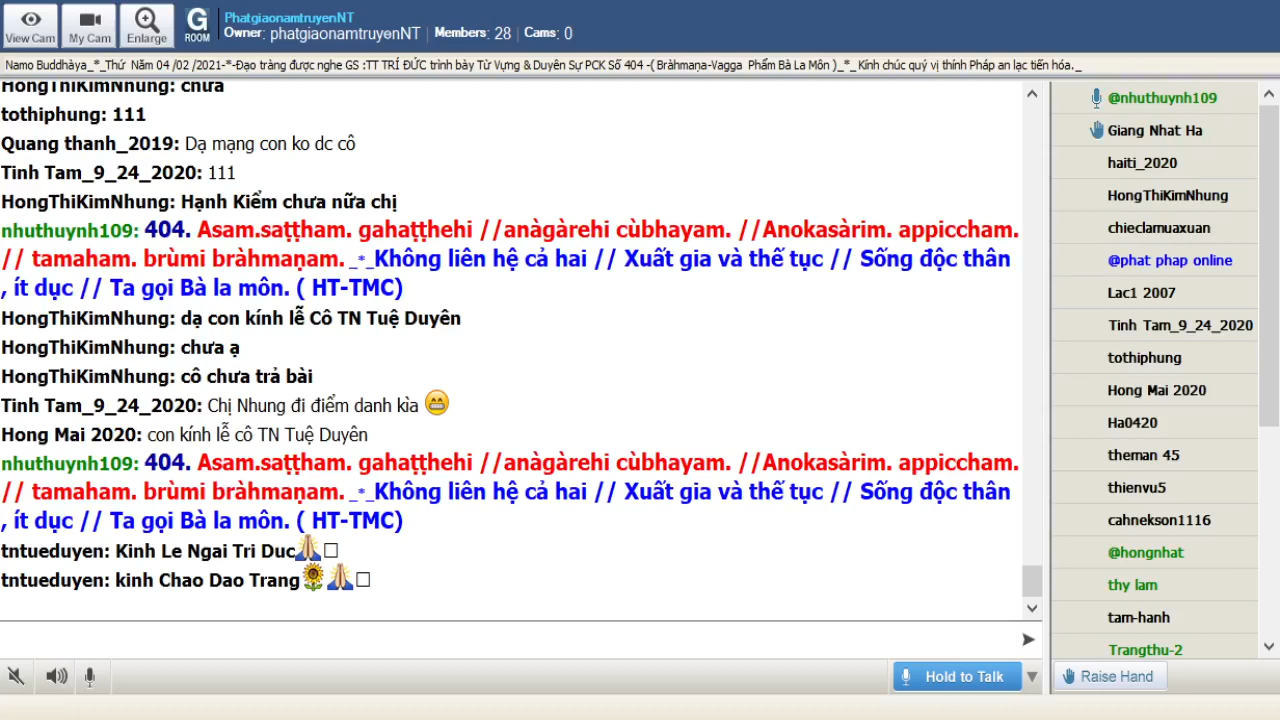 View Cam
My Cam
Enlarge
G
ROOM
PhatgiaonamtruyenNT
Owner: phatgiaonamtruyenNT | Members: 28 | Cams: 0
Namo Buddhàya_*_Thứ Năm 04 /02 /2021-*-Đạo tràng được nghe GS :TT TRÍ ĐỨC trình bày Từ Vựng & Duyên Sự PCK Số 404 -( Bràhmaṇa-Vagga Phẩm Bà La Môn )_*_Kính chúc quý vị thính Pháp an lạc tiến hóa._
HongThiKimNhung: chưa
tothiphung: 111
Quang thanh_2019: Dạ mạng con ko dc cô
Tinh Tam_9_24_2020: 111
HongThiKimNhung: Hạnh Kiểm chưa nữa chị
nhuthuynh109: 404. Asam.saṭṭham. gahaṭṭhehi //anàgàrehi cùbhayam. //Anokasàrim. appiccham.
// tamaham. brùmi bràhmaṇam. _*_Không liên hệ cả hai // Xuất gia và thế tục // Sống độc thân
, ít dục // Ta gọi Bà la môn. ( HT-TMC)
HongThiKimNhung: dạ con kính lễ Cô TN Tuệ Duyên
HongThiKimNhung: chưa ạ
HongThiKimNhung: cô chưa trả bài
Tinh Tam_9_24_2020: Chị Nhung đi điểm danh kìa 😁
Hong Mai 2020: con kính lễ cô TN Tuệ Duyên
nhuthuynh109: 404. Asam.saṭṭham. gahaṭṭhehi //anàgàrehi cùbhayam. //Anokasàrim. appiccham.
// tamaham. brùmi bràhmaṇam. _*_Không liên hệ cả hai // Xuất gia và thế tục // Sống độc thân
, ít dục // Ta gọi Bà la môn. ( HT-TMC)
tntueduyen: Kinh Le Ngai Tri Duc🙏□
tntueduyen: kinh Chao Dao Trang🌻🙏□
Hold to Talk
@nhuthuynh109
Giang Nhat Ha
haiti_2020
HongThiKimNhung
chieclamuaxuan
@phat phap online
Lac1 2007
Tinh Tam_9_24_2020
tothiphung
Hong Mai 2020
Ha0420
theman 45
thienvu5
cahnekson1116
@hongnhat
thy lam
tam-hanh
Trangthu-2
Raise Hand